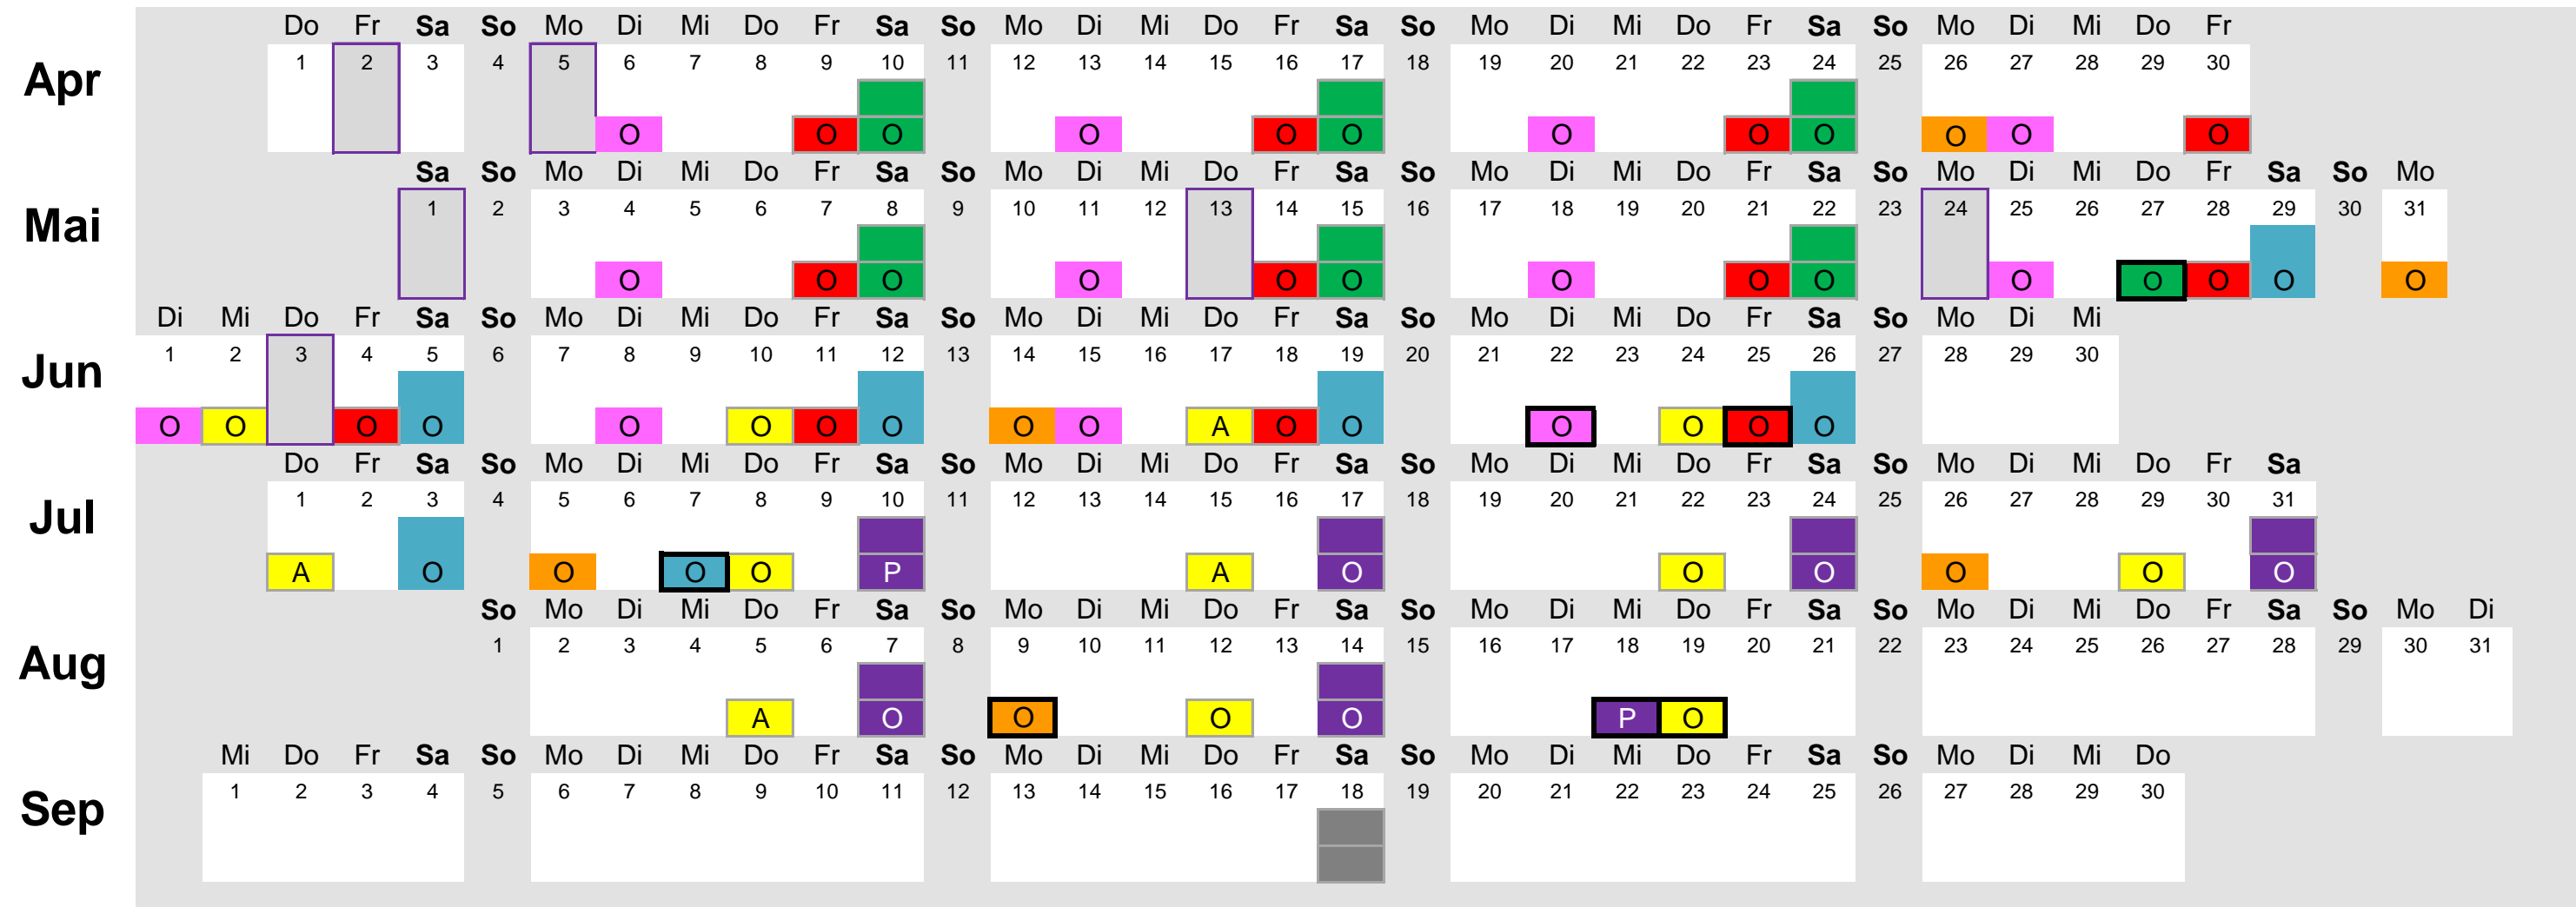 Do Fr Sa So Mo Di Mi Do Fr Sa So Mo Di Mi Do Fr Sa So Mo Di Mi Do Fr Sa So Mo Di Mi Do Fr
Apr 1 2 3 4 5 6 7 8 9 10 11 12 13 14 15 16 17 18 19 20 21 22 23 24 25 26 27 28 29 30
O O O O O O O O O O O O
Sa So Mo Di Mi Do Fr Sa So Mo Di Mi Do Fr Sa So Mo Di Mi Do Fr Sa So Mo Di Mi Do Fr Sa So Mo
Mai 1 2 3 4 5 6 7 8 9 10 11 12 13 14 15 16 17 18 19 20 21 22 23 24 25 26 27 28 29 30 31
O O O O O O O O O O O O O O
Di Mi Do Fr Sa So Mo Di Mi Do Fr Sa So Mo Di Mi Do Fr Sa So Mo Di Mi Do Fr Sa So Mo Di Mi
Jun 1 2 3 4 5 6 7 8 9 10 11 12 13 14 15 16 17 18 19 20 21 22 23 24 25 26 27 28 29 30
O O O O O O O O O O A O O O O O O
Do Fr Sa So Mo Di Mi Do Fr Sa So Mo Di Mi Do Fr Sa So Mo Di Mi Do Fr Sa So Mo Di Mi Do Fr Sa
Jul 1 2 3 4 5 6 7 8 9 10 11 12 13 14 15 16 17 18 19 20 21 22 23 24 25 26 27 28 29 30 31
A O O O O P A O O O O O O
So Mo Di Mi Do Fr Sa So Mo Di Mi Do Fr Sa So Mo Di Mi Do Fr Sa So Mo Di Mi Do Fr Sa So Mo Di
Aug 1 2 3 4 5 6 7 8 9 10 11 12 13 14 15 16 17 18 19 20 21 22 23 24 25 26 27 28 29 30 31
A O O O O P O
Mi Do Fr Sa So Mo Di Mi Do Fr Sa So Mo Di Mi Do Fr Sa So Mo Di Mi Do Fr Sa So Mo Di Mi Do
Sep 1 2 3 4 5 6 7 8 9 10 11 12 13 14 15 16 17 18 19 20 21 22 23 24 25 26 27 28 29 30